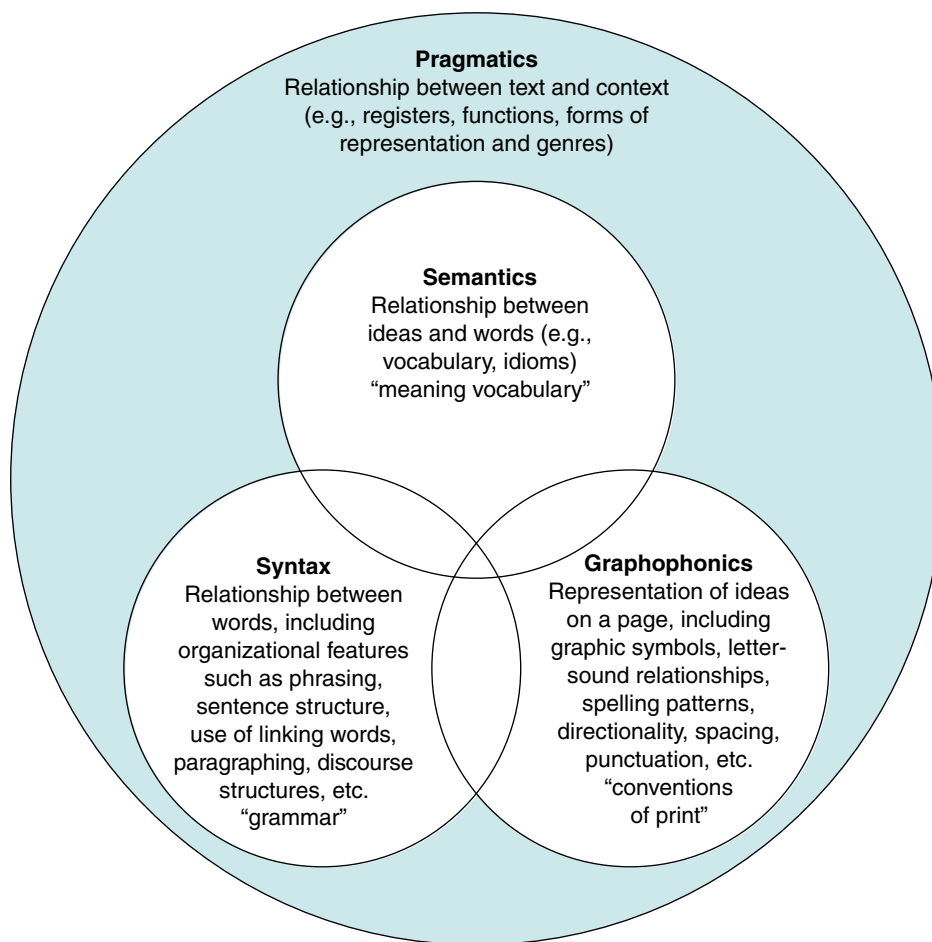 Pragmatics
Relationship between text and context
(e.g., registers, functions, forms of
representation and genres)
Semantics
Relationship between
ideas and words (e.g.,
vocabulary, idioms)
“meaning vocabulary”
Syntax
Relationship between
words, including
organizational features
such as phrasing,
sentence structure,
use of linking words,
paragraphing, discourse
structures, etc.
“grammar”
Graphophonics
Representation of ideas
on a page, including
graphic symbols, letter-
sound relationships,
spelling patterns,
directionality, spacing,
punctuation, etc.
“conventions
of print”